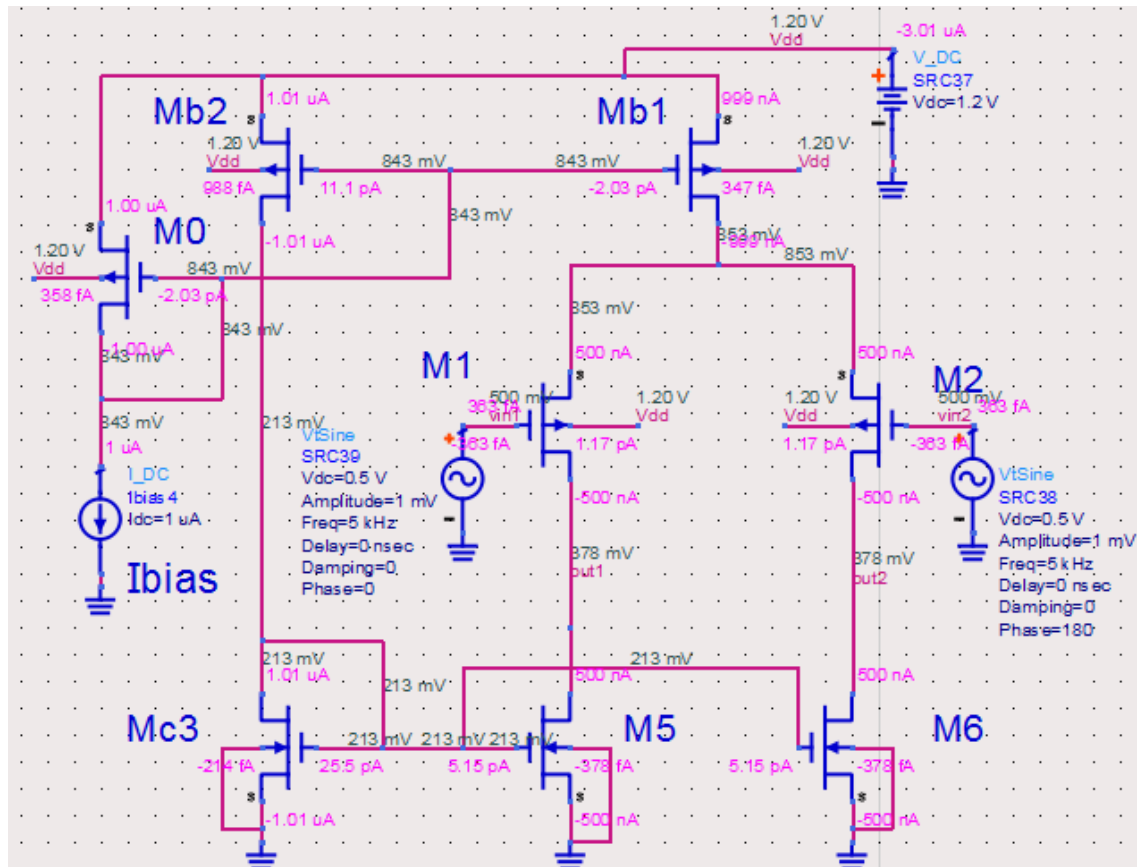 1.20 V
Vdd
-3.01 uA
V_DC
SRC37
Vdc=1.2 V
1.01 uA
999 nA
Mb2
Mb1
s
s
1.20 V
Vdd
988 fA
11.1 pA
843 mV
843 mV
-2.03 pA
347 fA
1.20 V
Vdd
843 mV
-1.01 uA
853 mV
-999 nA
853 mV
1.00 uA
s
M0
1.20 V
Vdd
358 fA
843 mV
-2.03 pA
843 mV
-1.00 uA
843 mV
843 mV
1 uA
I_DC
Ibias4
Idc=1 uA
Ibias
213 mV
853 mV
M1
500 nA
s
500 mV
363 fA
vin1
-363 fA
1.20 V
Vdd
1.17 pA
-500 nA
VtSine
SRC39
Vdc=0.5 V
Amplitude=1 mV
Freq=5 kHz
Delay=0 nsec
Damping=0
Phase=0
500 nA
s
M2
1.20 V
Vdd
1.17 pA
500 mV
vin2
363 fA
-363 fA
-500 nA
VtSine
SRC38
Vdc=0.5 V
Amplitude=1 mV
Freq=5 kHz
Delay=0 nsec
Damping=0
Phase=180
378 mV
out1
378 mV
out2
213 mV
1.01 uA
213 mV
213 mV
500 nA
500 nA
Mc3
-214 fA
213 mV
25.5 pA
s
-1.01 uA
213 mV
213 mV
5.15 pA
M5
-378 fA
s
-500 nA
5.15 pA
M6
-378 fA
s
-500 nA